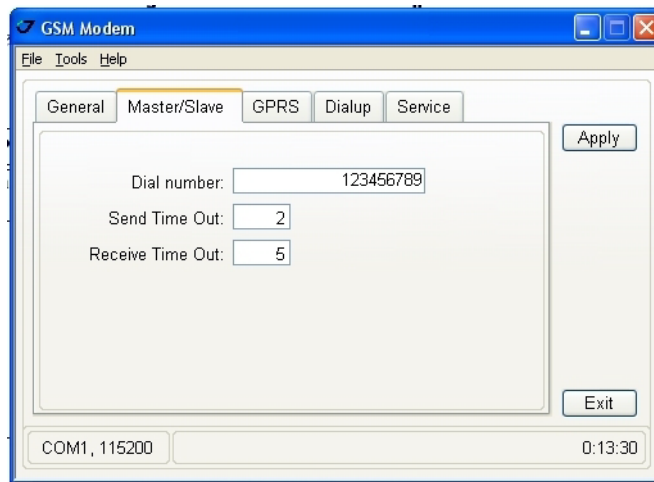 GSM Modem
File Tools Help
General Master/Slave GPRS Dialup Service
Apply
Dial number: 123456789
Send Time Out: 2
Receive Time Out: 5
Exit
COM1, 115200 0:13:30